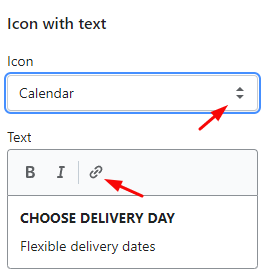 Icon with text
Icon
Calendar
Text
B I
CHOOSE DELIVERY DAY
Flexible delivery dates